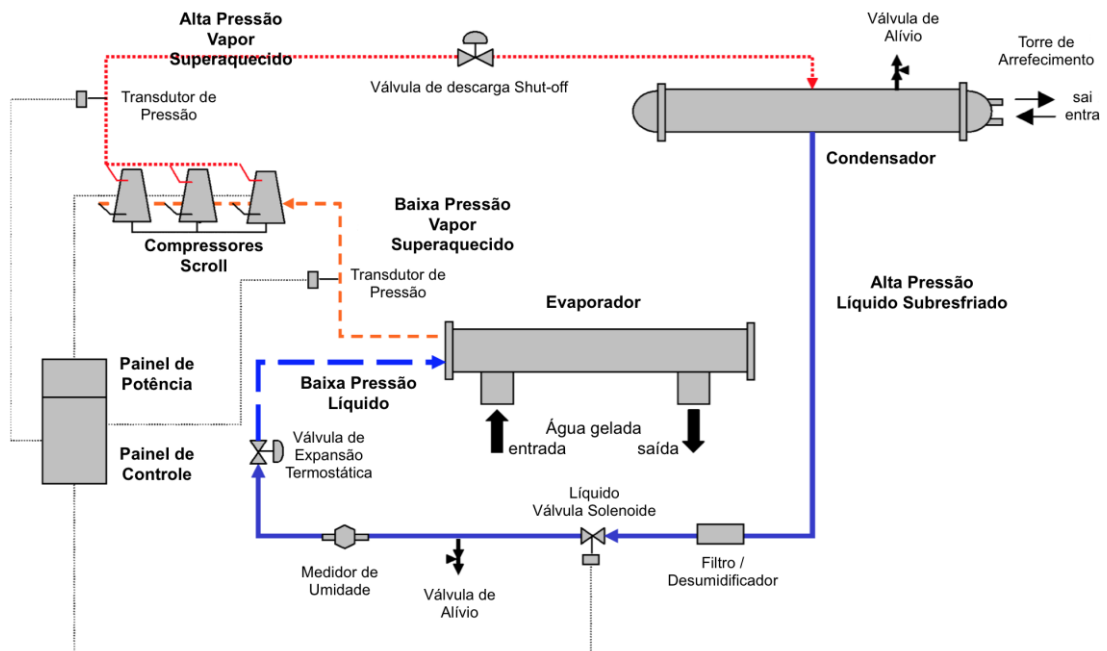 Alta Pressão
Vapor
Superaquecido
Válvula de
Alívio
Torre de
Arrefecimento
Válvula de descarga Shut-off
Transdutor de
Pressão
sai
entra
Condensador
Baixa Pressão
Vapor
Superaquecido
Compressores
Scroll
Transdutor de
Pressão
Alta Pressão
Líquido Subresfriado
Evaporador
Painel de
Potência
Baixa Pressão
Líquido
Água gelada
entrada
saída
Painel de
Controle
Válvula de
Expansão
Termostática
Líquido
Válvula Solenoide
Medidor de
Umidade
Válvula de
Alívio
Filtro /
Desumidificador